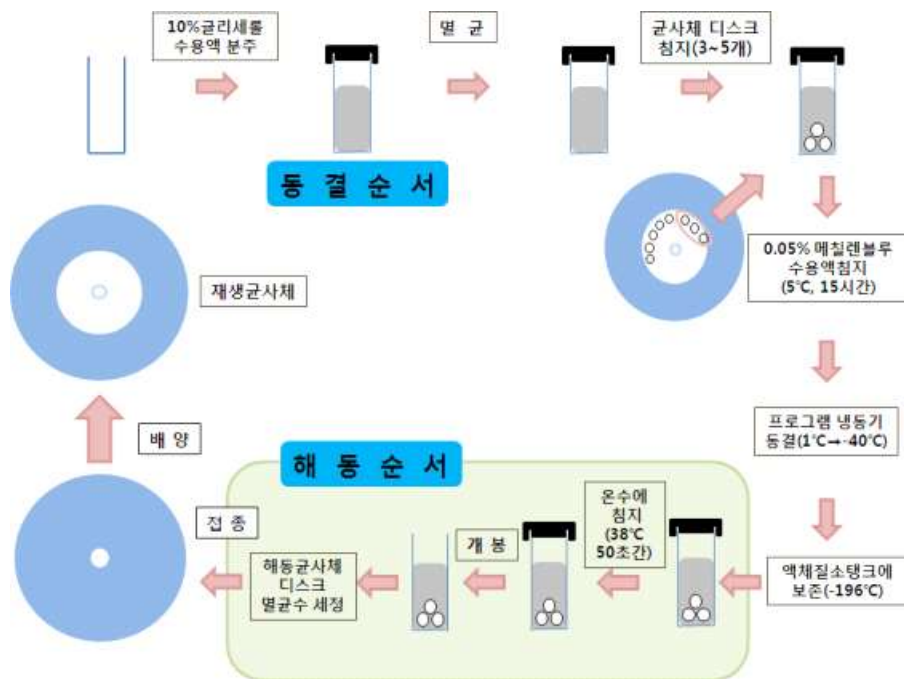 10%글리세롤
수용액 분주
멸 균
균사체 디스크
침지(3~5개)
동 결 순 서
0.05% 메칠렌블루
수용액침지
(5℃, 15시간)
재생균사체
프로그램 냉동기
동결(1℃→-40℃)
배 양
해 동 순 서
액체질소탱크에
보존(-196℃)
온수에
침지
(38℃
50초간)
개 봉
접 종
해동균사체
디스크
멸균수 세정